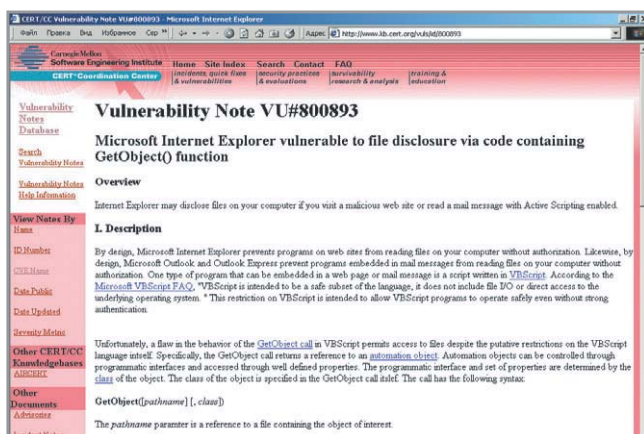 CERT/CC Vulnerability Note VU#800893 - Microsoft Internet Explorer
Файл Правка Вид Избранное Сер » Адрес http://www.kb.cert.org/vuls/id/800893
Carnegie Mellon
Software Engineering Institute
CERT® Coordination Center
Home Site Index Search Contact FAQ
incidents, quick fixes & vulnerabilities
security practices & evaluations
survivability research & analysis
training & education
Vulnerability Notes Database
Search Vulnerability Notes
Vulnerability Notes Help Information
View Notes By
Name
ID Number
CVE Name
Date Public
Date Updated
Severity Metric
Other CERT/CC Knowledgebases
AIRCERT
Other Documents
Advisories
Vulnerability Note VU#800893
Microsoft Internet Explorer vulnerable to file disclosure via code containing
GetObject() function
Overview
Internet Explorer may disclose files on your computer if you visit a malicious web site or read a mail message with Active Scripting enabled.
I. Description
By design, Microsoft Internet Explorer prevents programs on web sites from reading files on your computer without authorization. Likewise, by
design, Microsoft Outlook and Outlook Express prevent programs embedded in mail messages from reading files on your computer without
authorization. One type of program that can be embedded in a web page or mail message is a script written in VBScript. According to the
Microsoft VBScript FAQ, "VBScript is intended to be a safe subset of the language, it does not include file I/O or direct access to the
underlying operating system. " This restriction on VBScript is intended to allow VBScript programs to operate safely even without strong
authentication.
Unfortunately, a flaw in the behavior of the GetObject call in VBScript permits access to files despite the putative restrictions on the VBScript
language intself. Specifically, the GetObject call returns a reference to an automation object. Automation objects can be controlled through
programmatic interfaces and accessed through well defined properties. The programmatic interface and set of properties are determined by the
class of the object. The class of the object is specified in the GetObject call itslef. The call has the following syntax:
GetObject([pathname] [, class])
The pathname paramter is a reference to a file containing the object of interest.